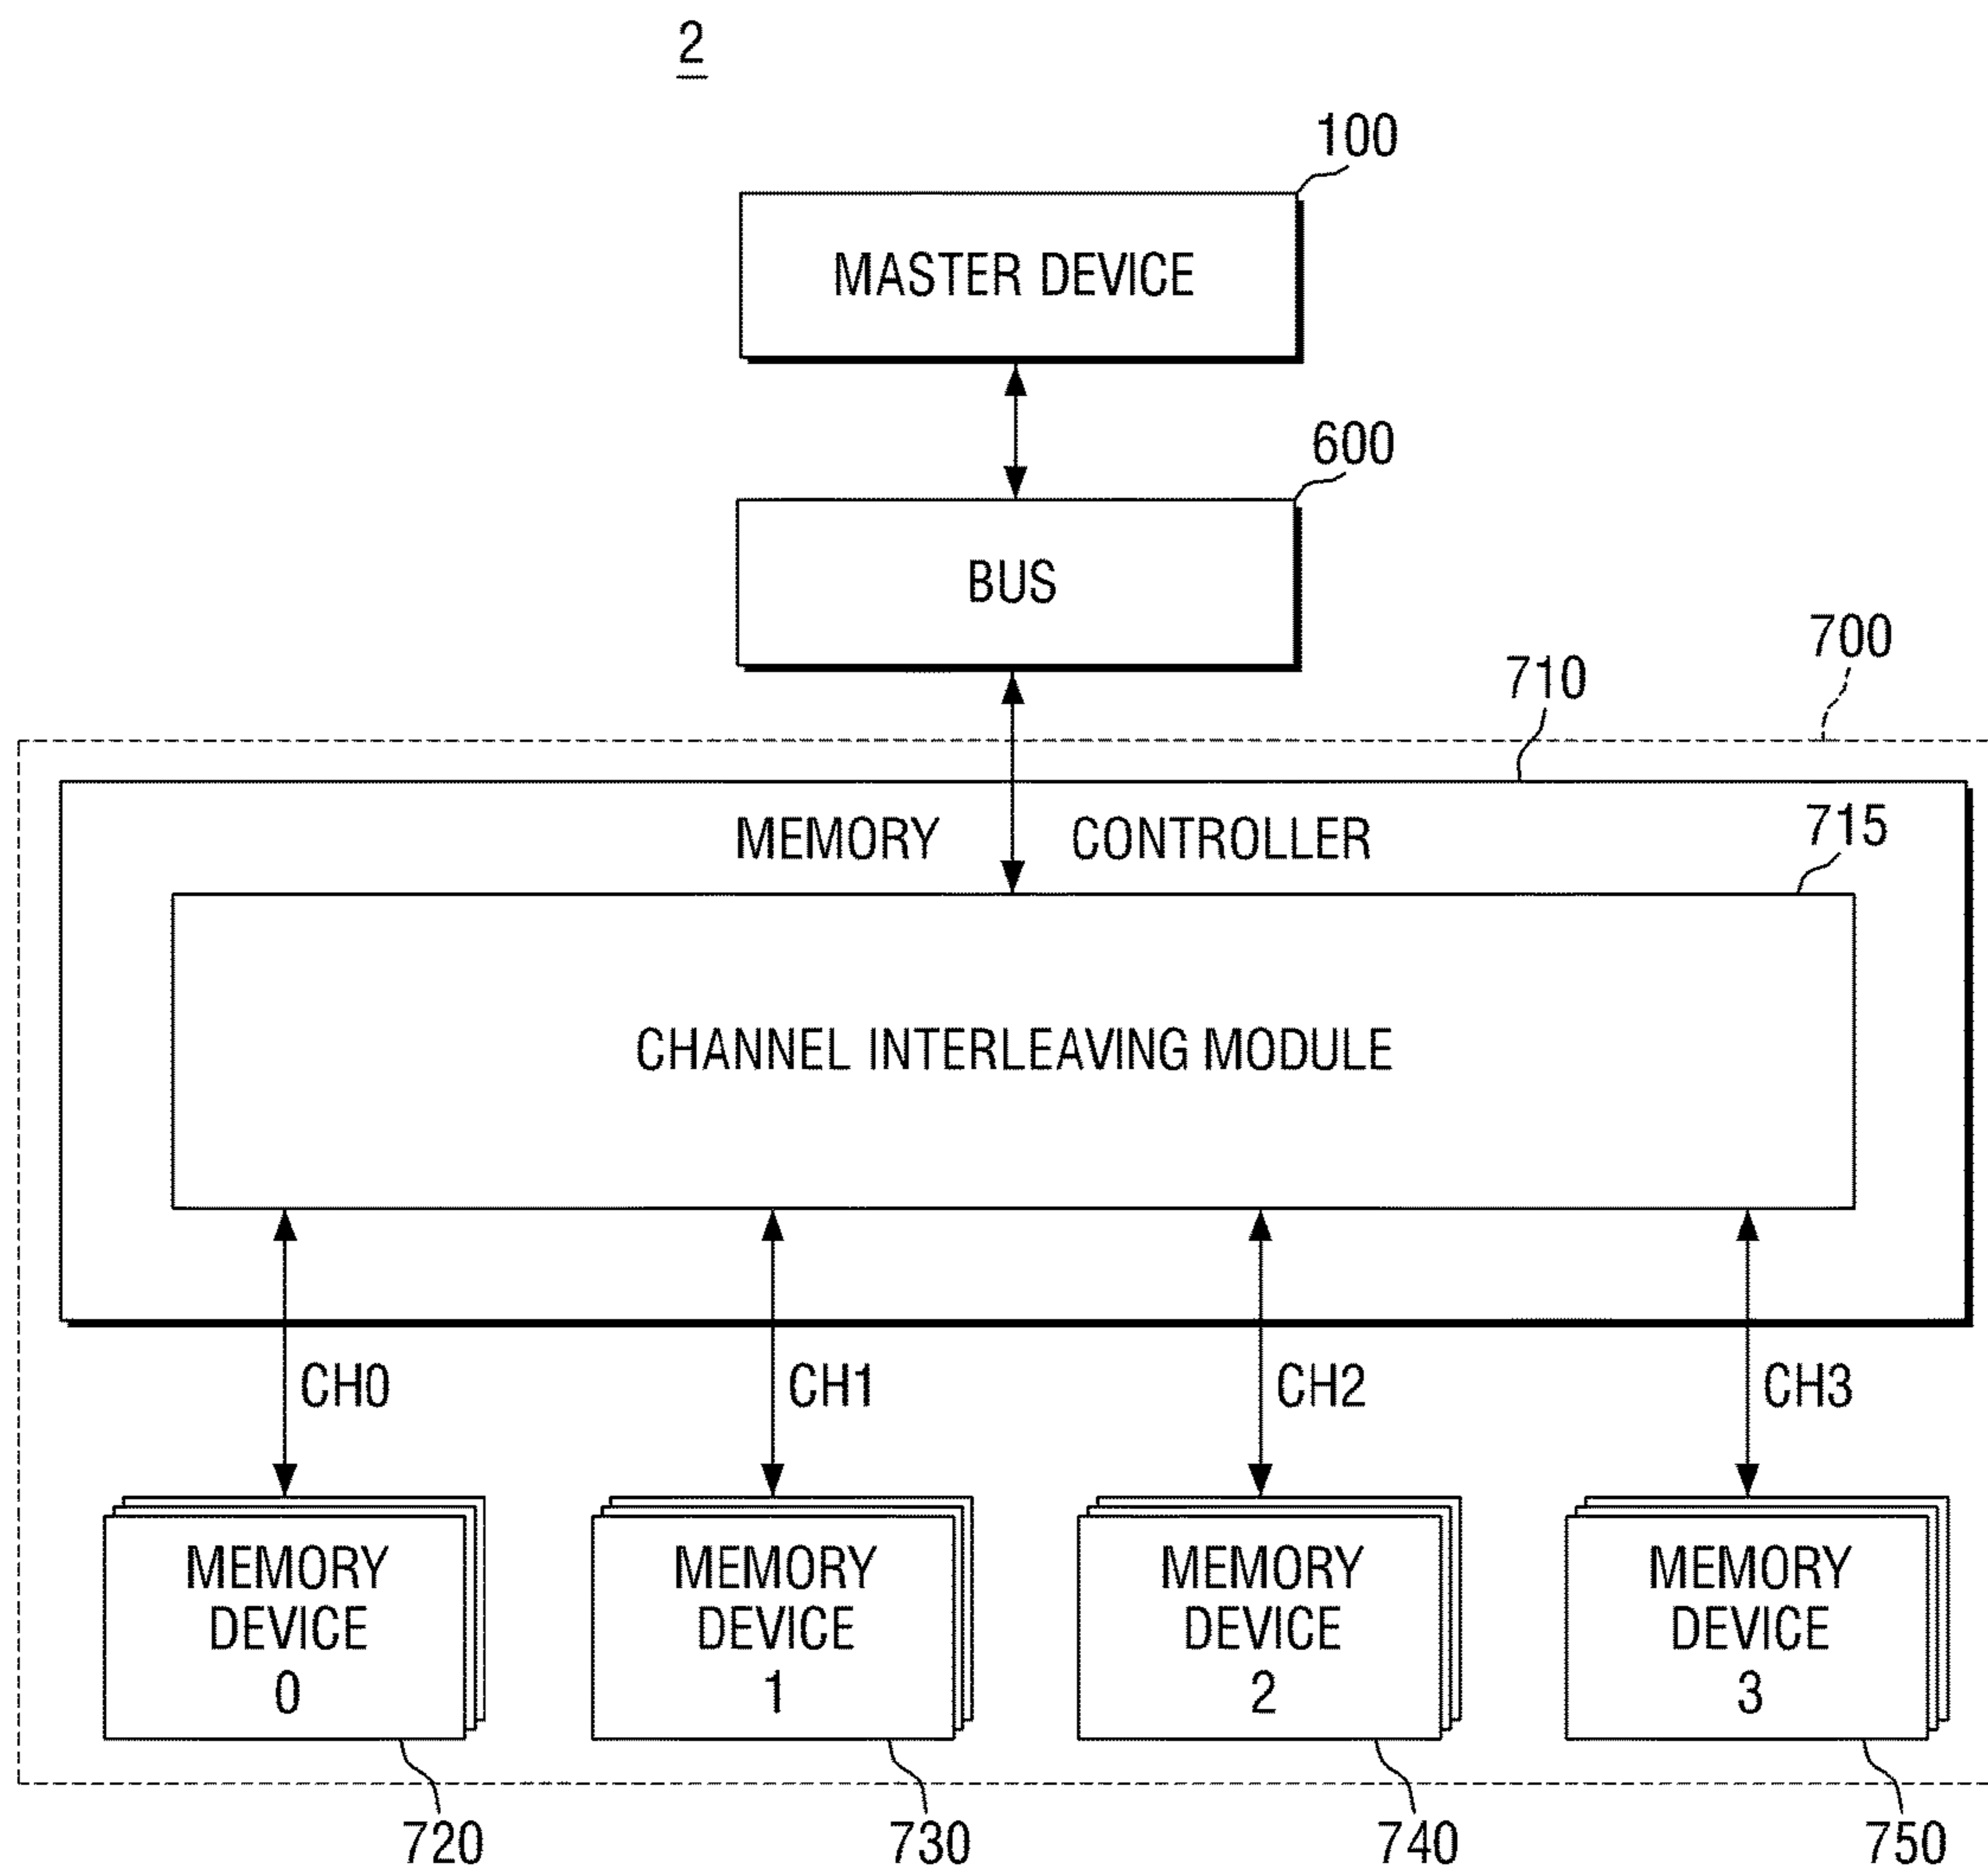 2
100
MASTER DEVICE
600
BUS
700
710
MEMORY CONTROLLER
715
CHANNEL INTERLEAVING MODULE
CH0 CH1 CH2 CH3
MEMORY DEVICE 0
MEMORY DEVICE 1
MEMORY DEVICE 2
MEMORY DEVICE 3
720 730 740 750